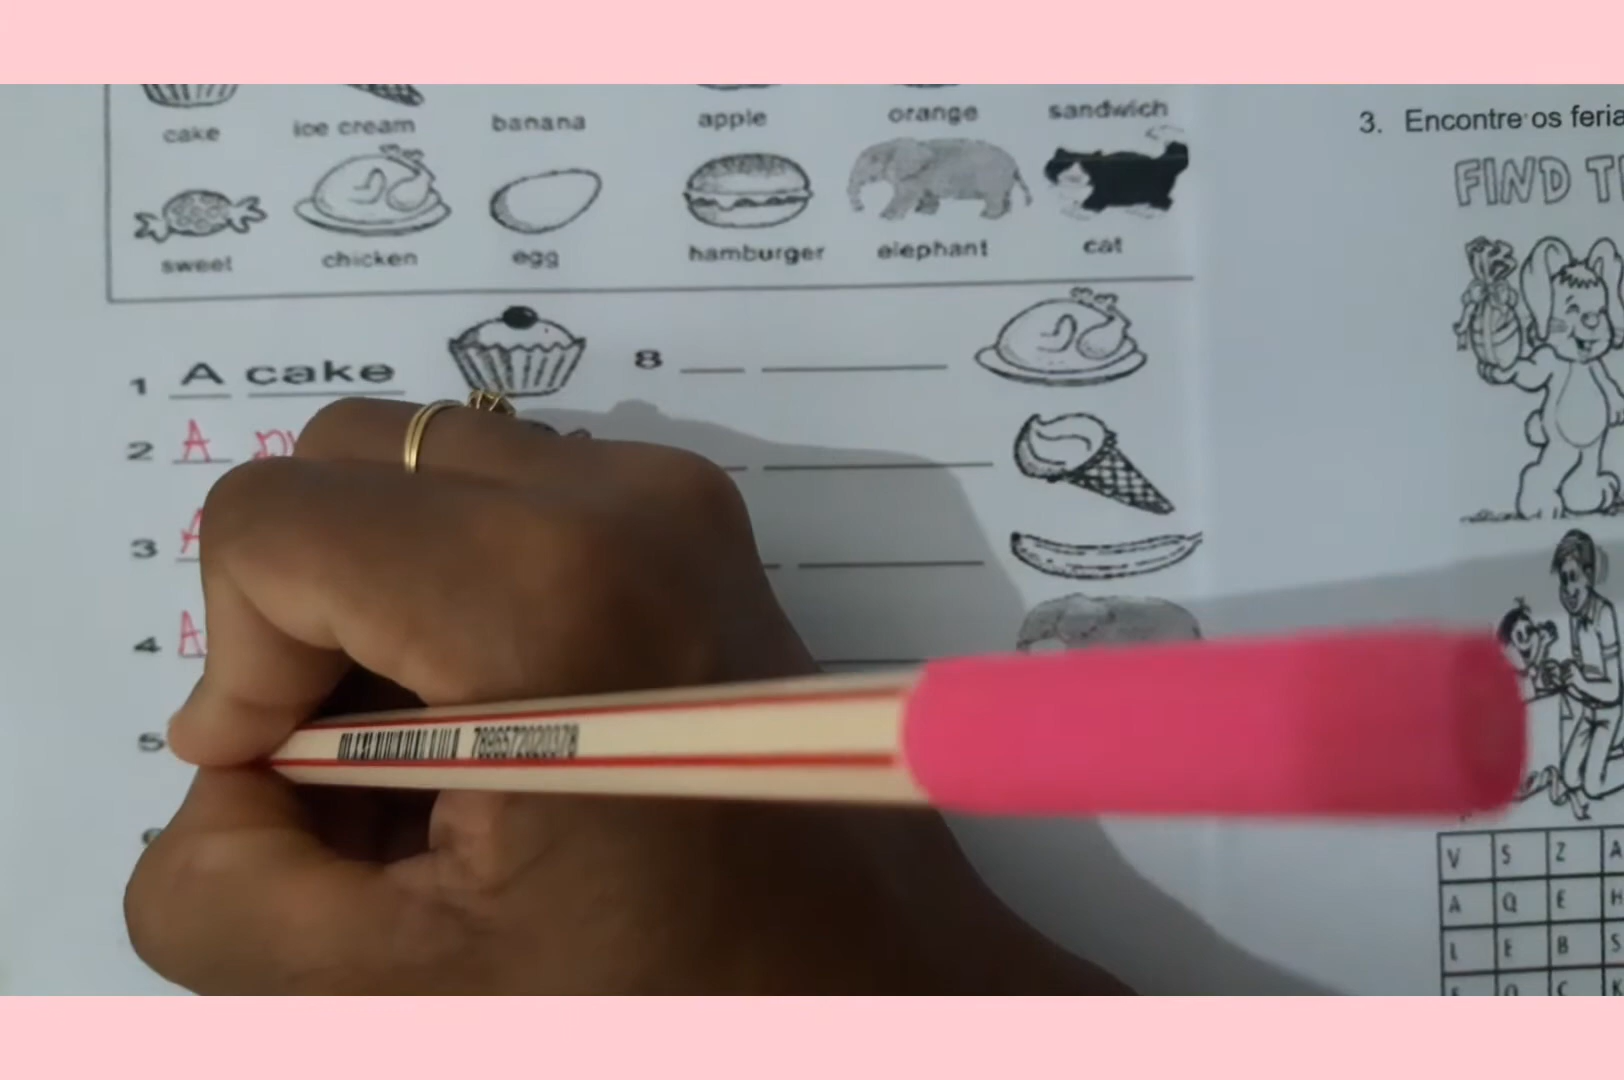 cake ice cream banana apple orange sandwich
sweet chicken egg hamburger elephant cat
1 A cake
2 A
3 A
4 A
5
8
3. Encontre os feria
FIND T
7896572020378
V S Z A
A Q E H
L E B S